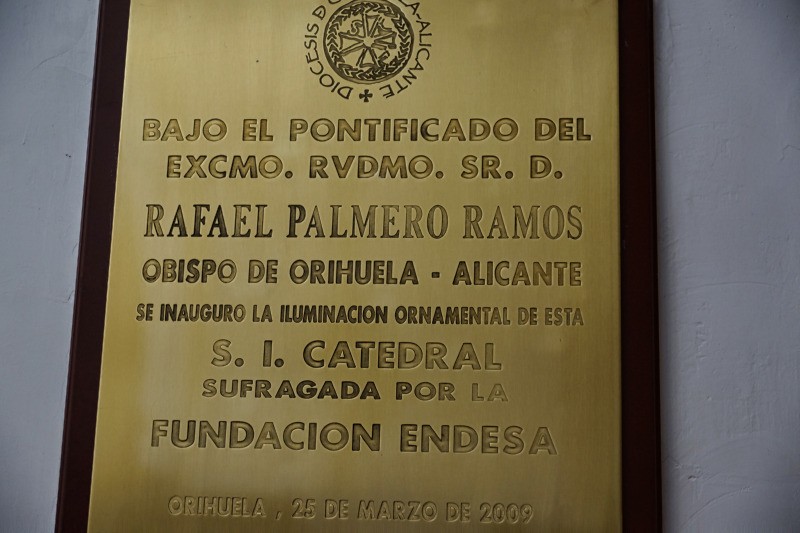 DIOCESIS D A-ALICANTE
BAJO EL PONTIFICADO DEL
EXCMO. RVDMO. SR. D.
RAFAEL PALMERO RAMOS
OBISPO DE ORIHUELA - ALICANTE
SE INAUGURO LA ILUMINACION ORNAMENTAL DE ESTA
S. I. CATEDRAL
SUFRAGADA POR LA
FUNDACION ENDESA
ORIHUELA , 25 DE MARZO DE 2009